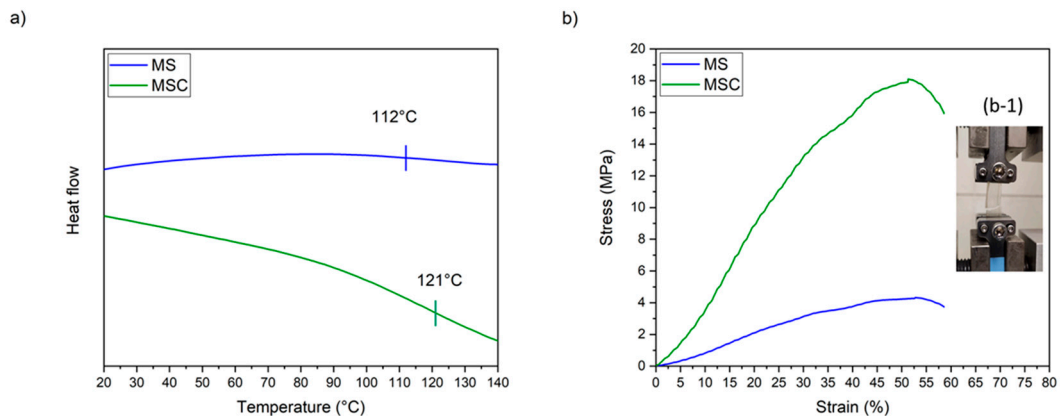 a)
MS
MSC
112°C
121°C
Heat flow
20 30 40 50 60 70 80 90 100 110 120 130 140
Temperature (°C)
b)
MS
MSC
(b-1)
20
18
16
14
12
10
8
6
4
2
0
Stress (MPa)
0 5 10 15 20 25 30 35 40 45 50 55 60 65 70 75 80
Strain (%)